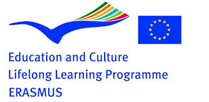 Education and Culture
Lifelong Learning Programme
ERASMUS